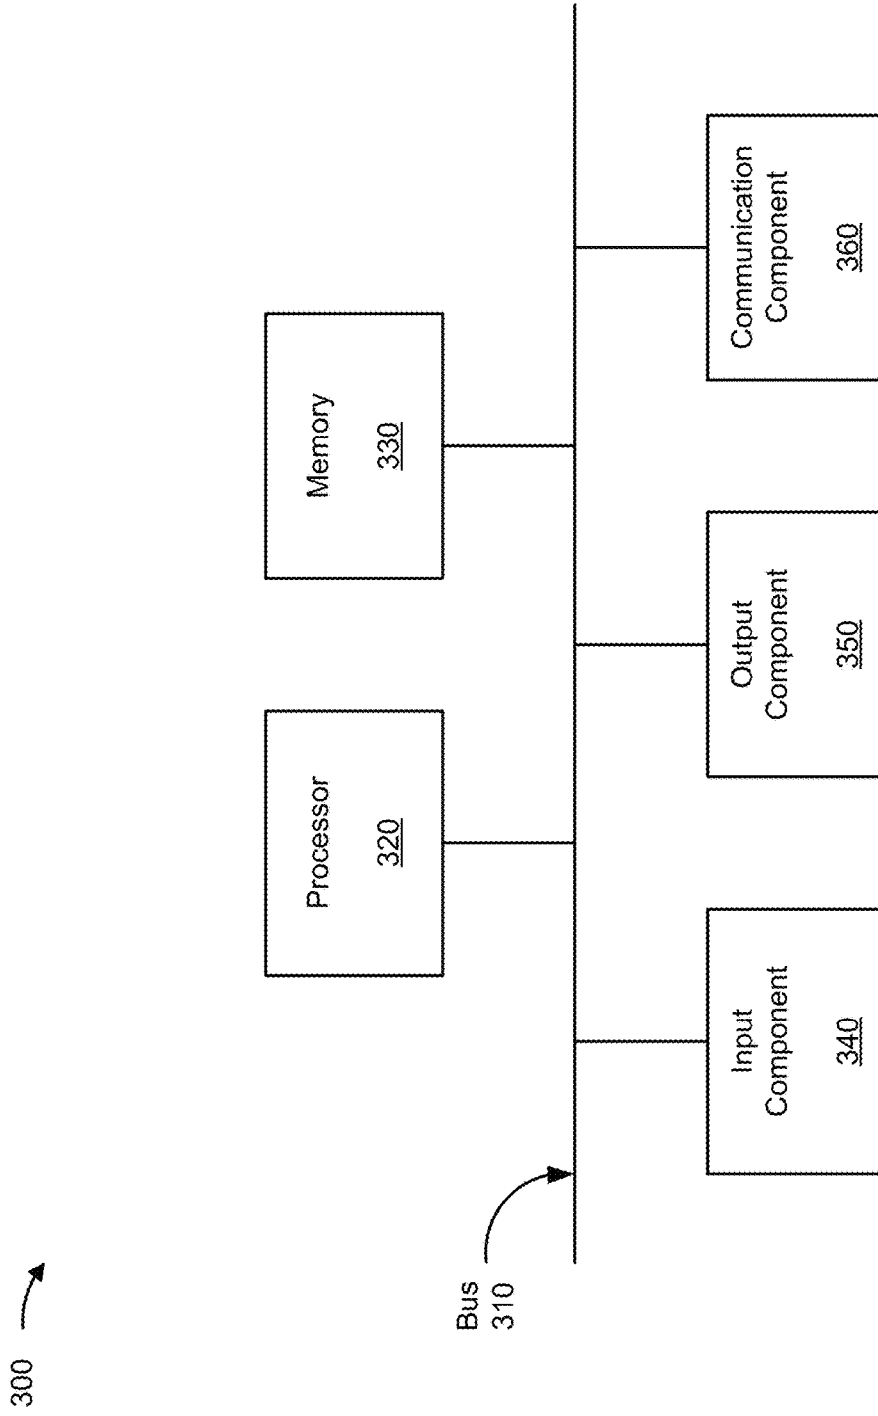 300
Bus
310
Processor
320
Memory
330
Input
Component
340
Output
Component
350
Communication
Component
360